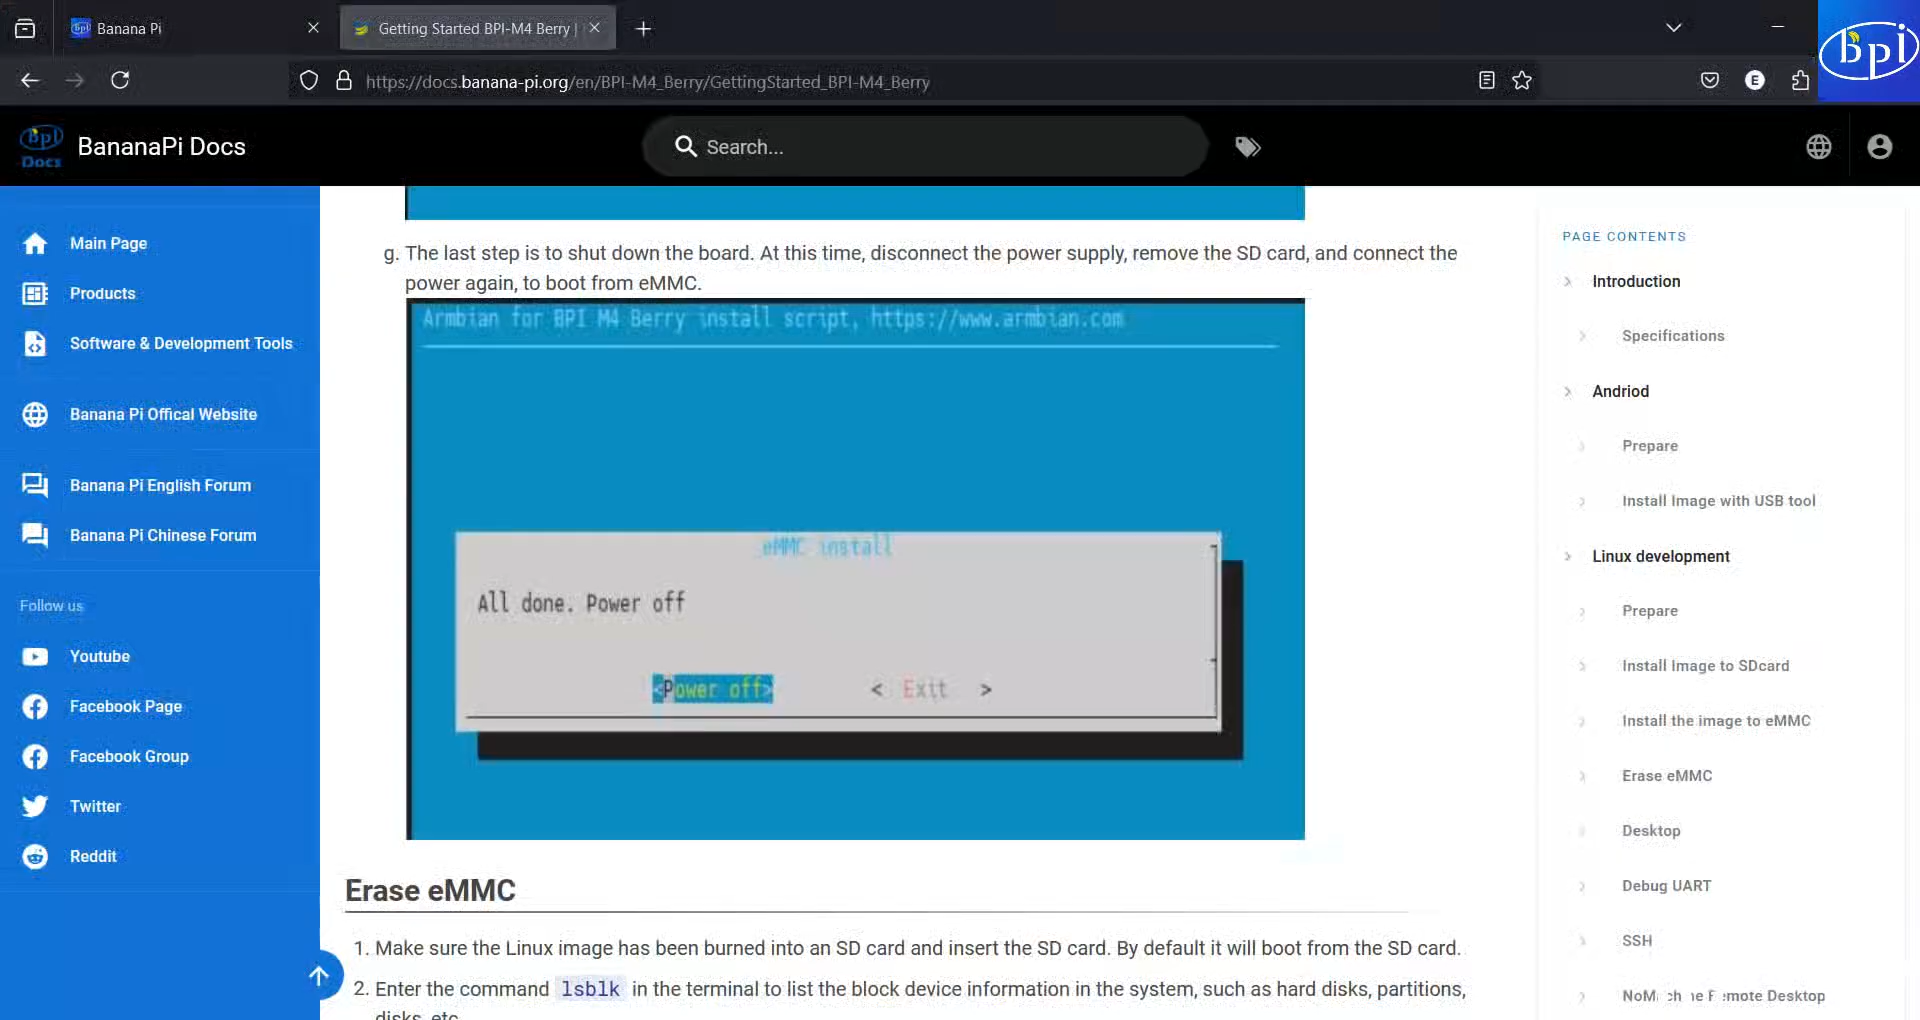 Banana Pi
Getting Started BPI-M4 Berry |
bpi
https://docs.banana-pi.org/en/BPI-M4_Berry/GettingStarted_BPI-M4_Berry
E
bpi
Docs
BananaPi Docs
Search...
Main Page
Products
Software & Development Tools
Banana Pi Offical Website
Banana Pi English Forum
Banana Pi Chinese Forum
Follow us
Youtube
Facebook Page
Facebook Group
Twitter
Reddit
g. The last step is to shut down the board. At this time, disconnect the power supply, remove the SD card, and connect the
power again, to boot from eMMC.
Armbian for BPI M4 Berry install script, https://www.armbian.com
eMMC install
All done. Power off
<Power off> < Exit >
Erase eMMC
1. Make sure the Linux image has been burned into an SD card and insert the SD card. By default it will boot from the SD card.
2. Enter the command lsblk in the terminal to list the block device information in the system, such as hard disks, partitions,
disks, etc
PAGE CONTENTS
Introduction
Specifications
Andriod
Prepare
Install Image with USB tool
Linux development
Prepare
Install Image to SDcard
Install the image to eMMC
Erase eMMC
Desktop
Debug UART
SSH
Remote Desktop